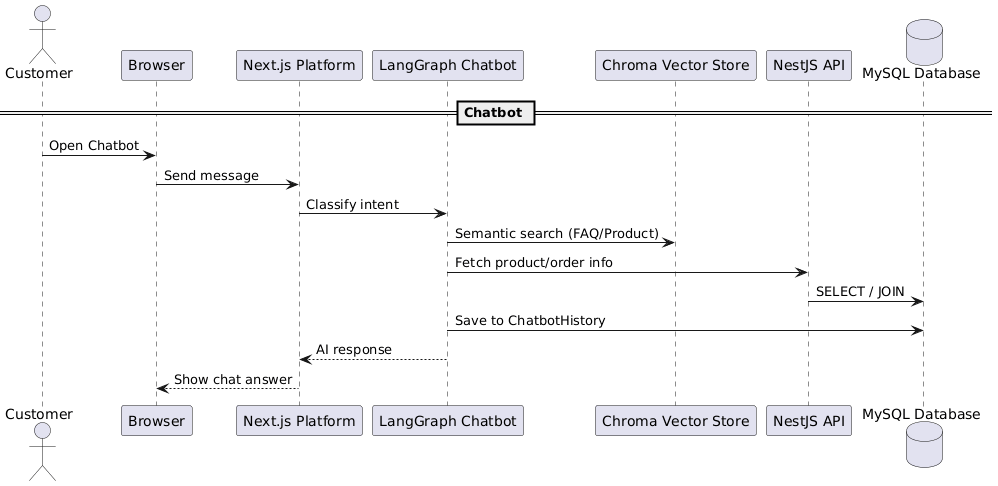 Customer
Browser
Next.js Platform
LangGraph Chatbot
Chroma Vector Store
NestJS API
MySQL Database
Chatbot
Open Chatbot
Send message
Classify intent
Semantic search (FAQ/Product)
Fetch product/order info
SELECT / JOIN
Save to ChatbotHistory
AI response
Show chat answer
Customer
Browser
Next.js Platform
LangGraph Chatbot
Chroma Vector Store
NestJS API
MySQL Database